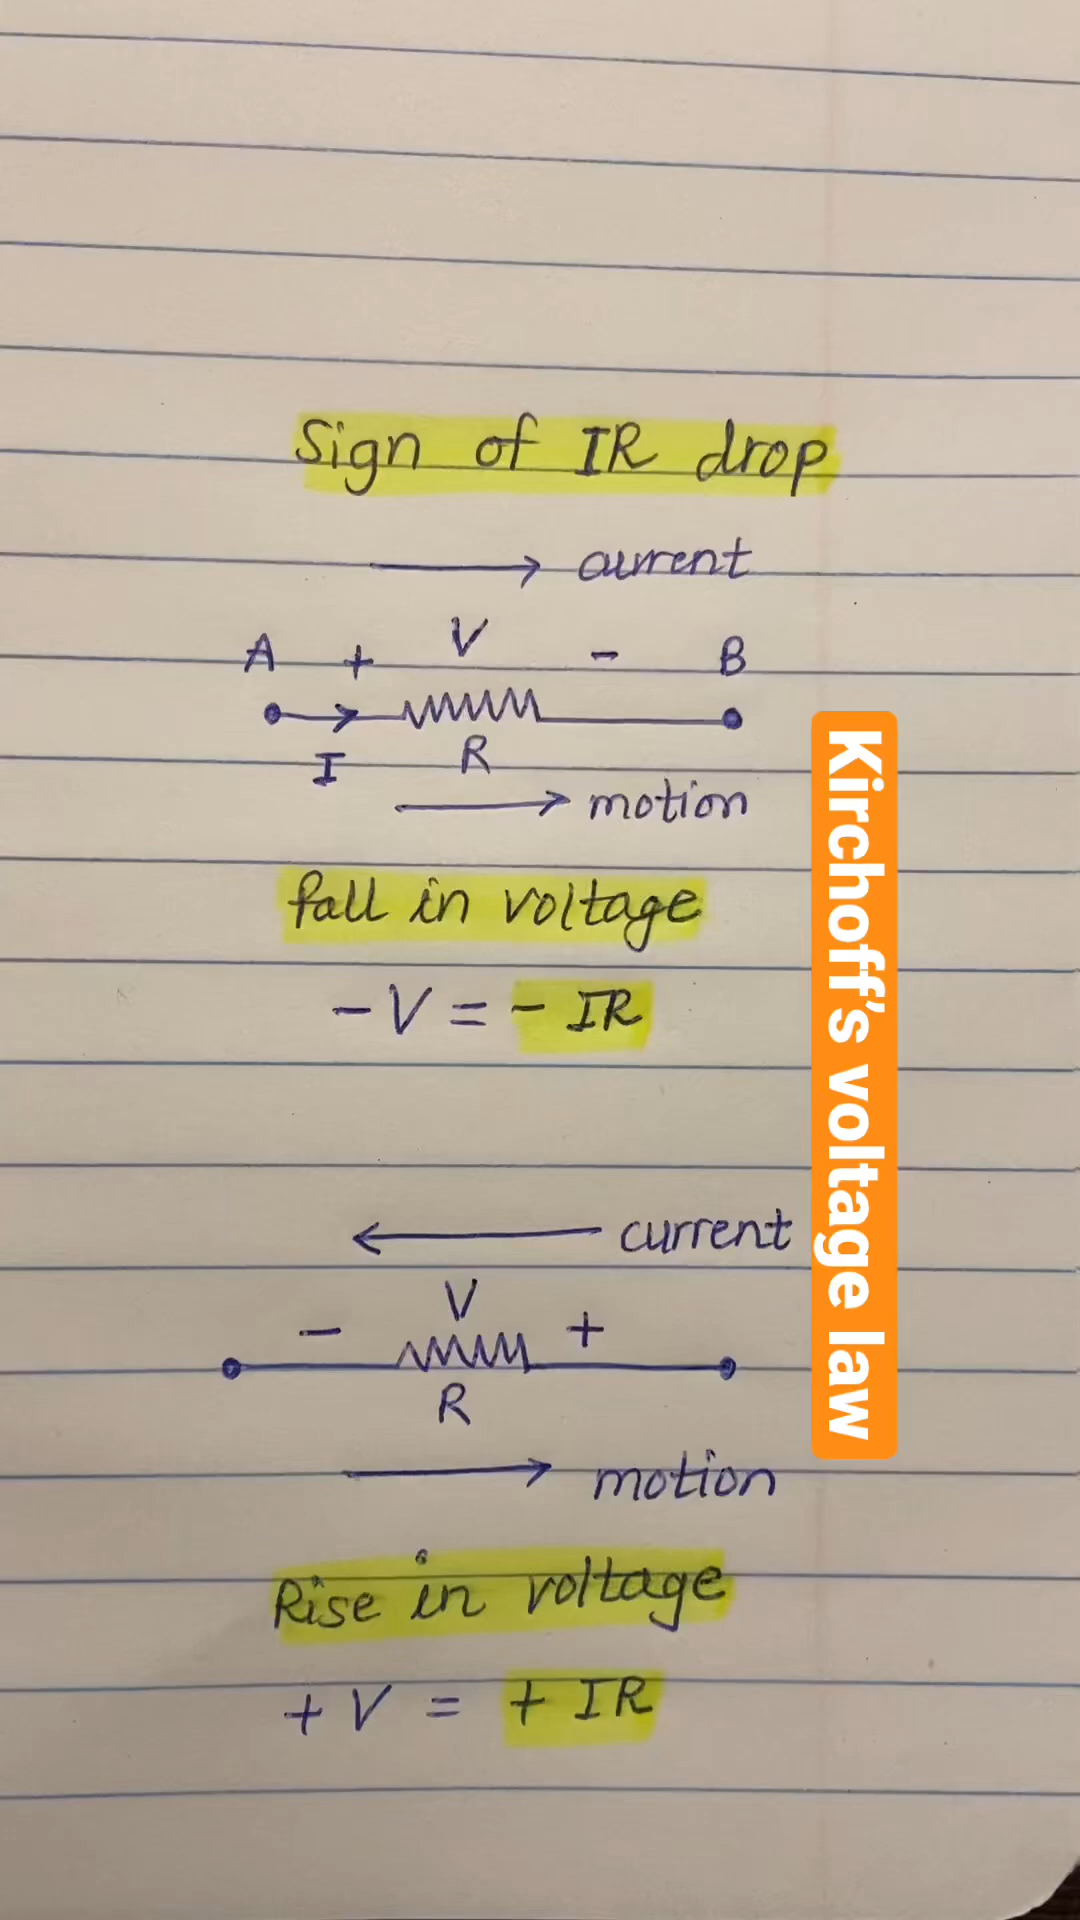 Sign of IR drop
current
A + V - B
I R
motion
fall in voltage
- V = - IR
current
V
- +
R
motion
Rise in voltage
+ V = + IR
Kirchoff's voltage law